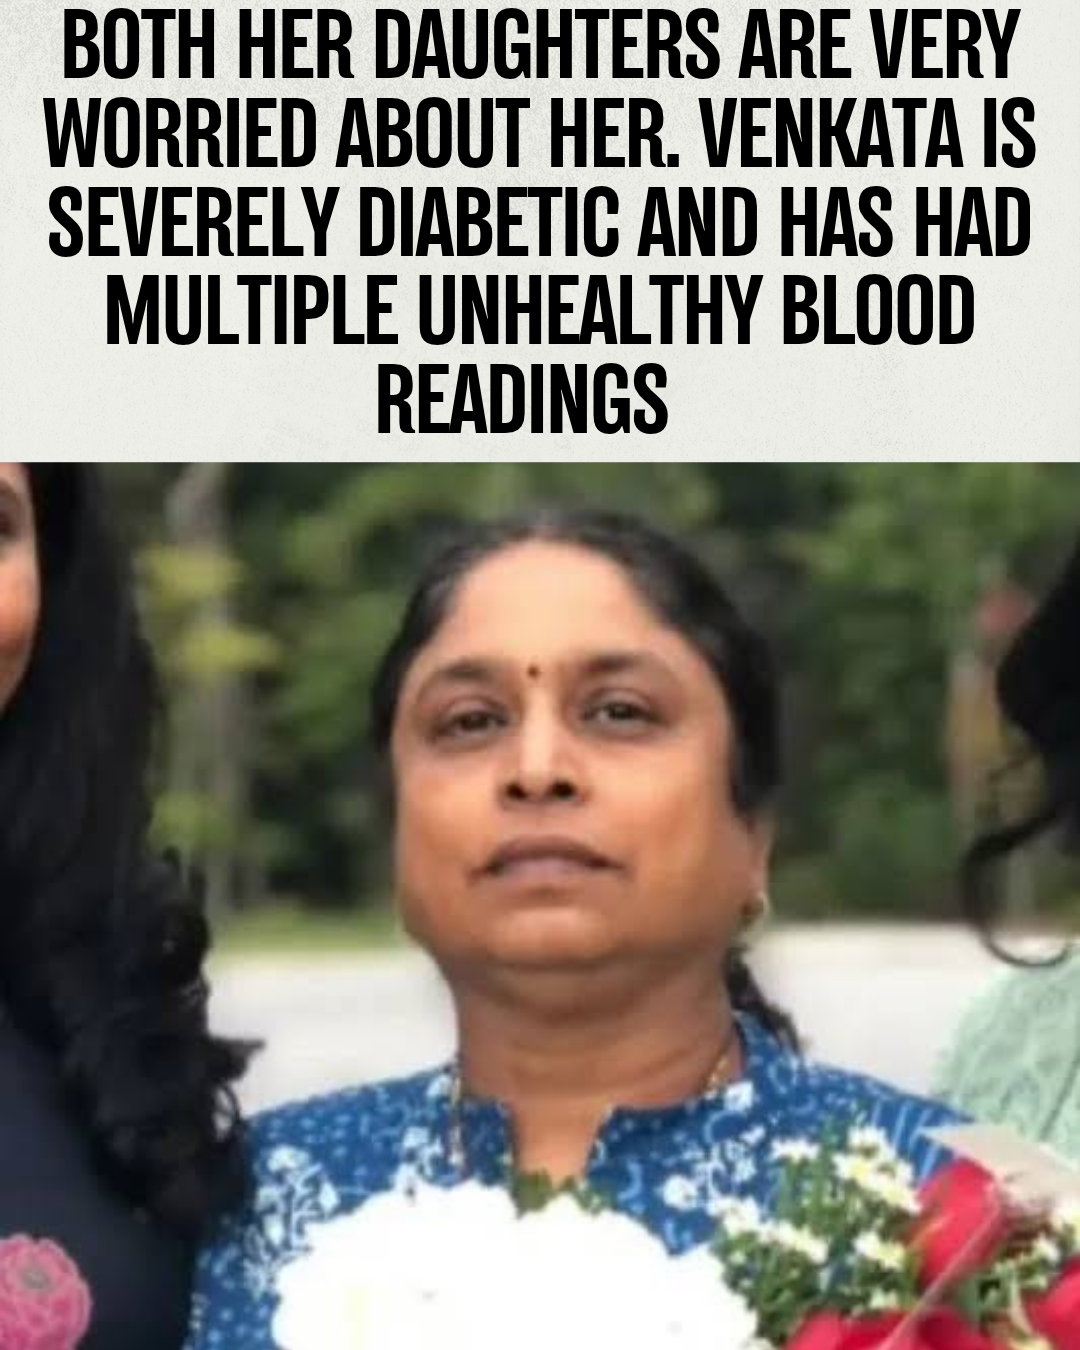 BOTH HER DAUGHTERS ARE VERY
WORRIED ABOUT HER. VENKATA IS
SEVERELY DIABETIC AND HAS HAD
MULTIPLE UNHEALTHY BLOOD
READINGS